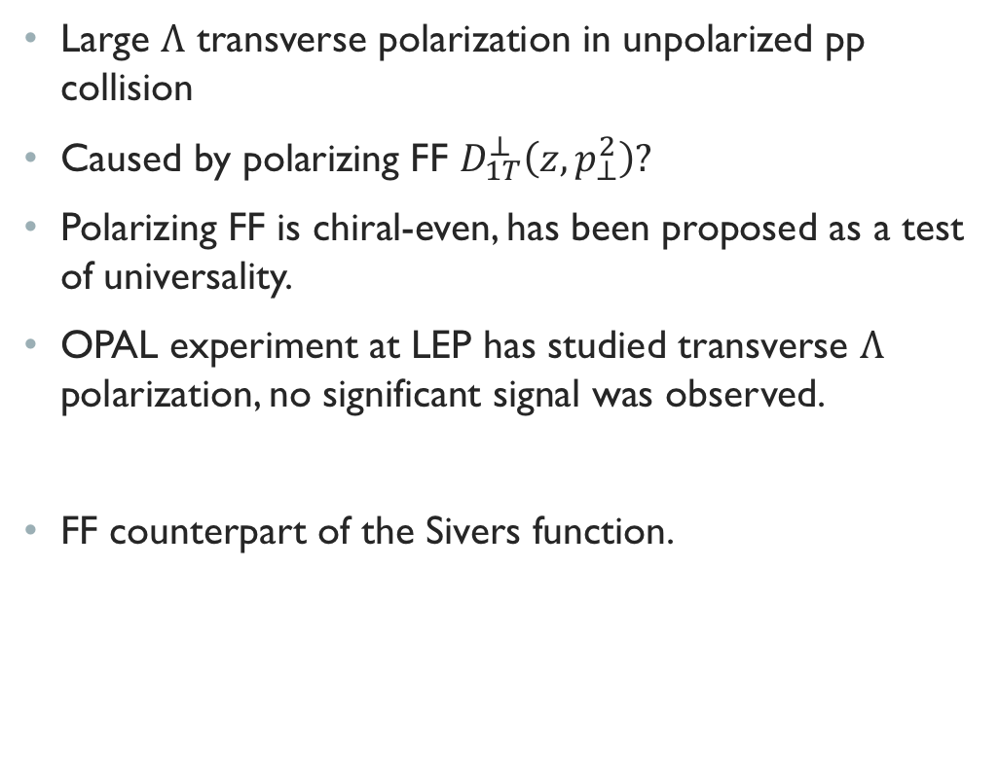 • Large Λ transverse polarization in unpolarized pp
collision
• Caused by polarizing FF $D_{1T}^{\perp}(z, p_{\perp}^{2})$?
• Polarizing FF is chiral-even, has been proposed as a test
of universality.
• OPAL experiment at LEP has studied transverse Λ
polarization, no significant signal was observed.
• FF counterpart of the Sivers function.